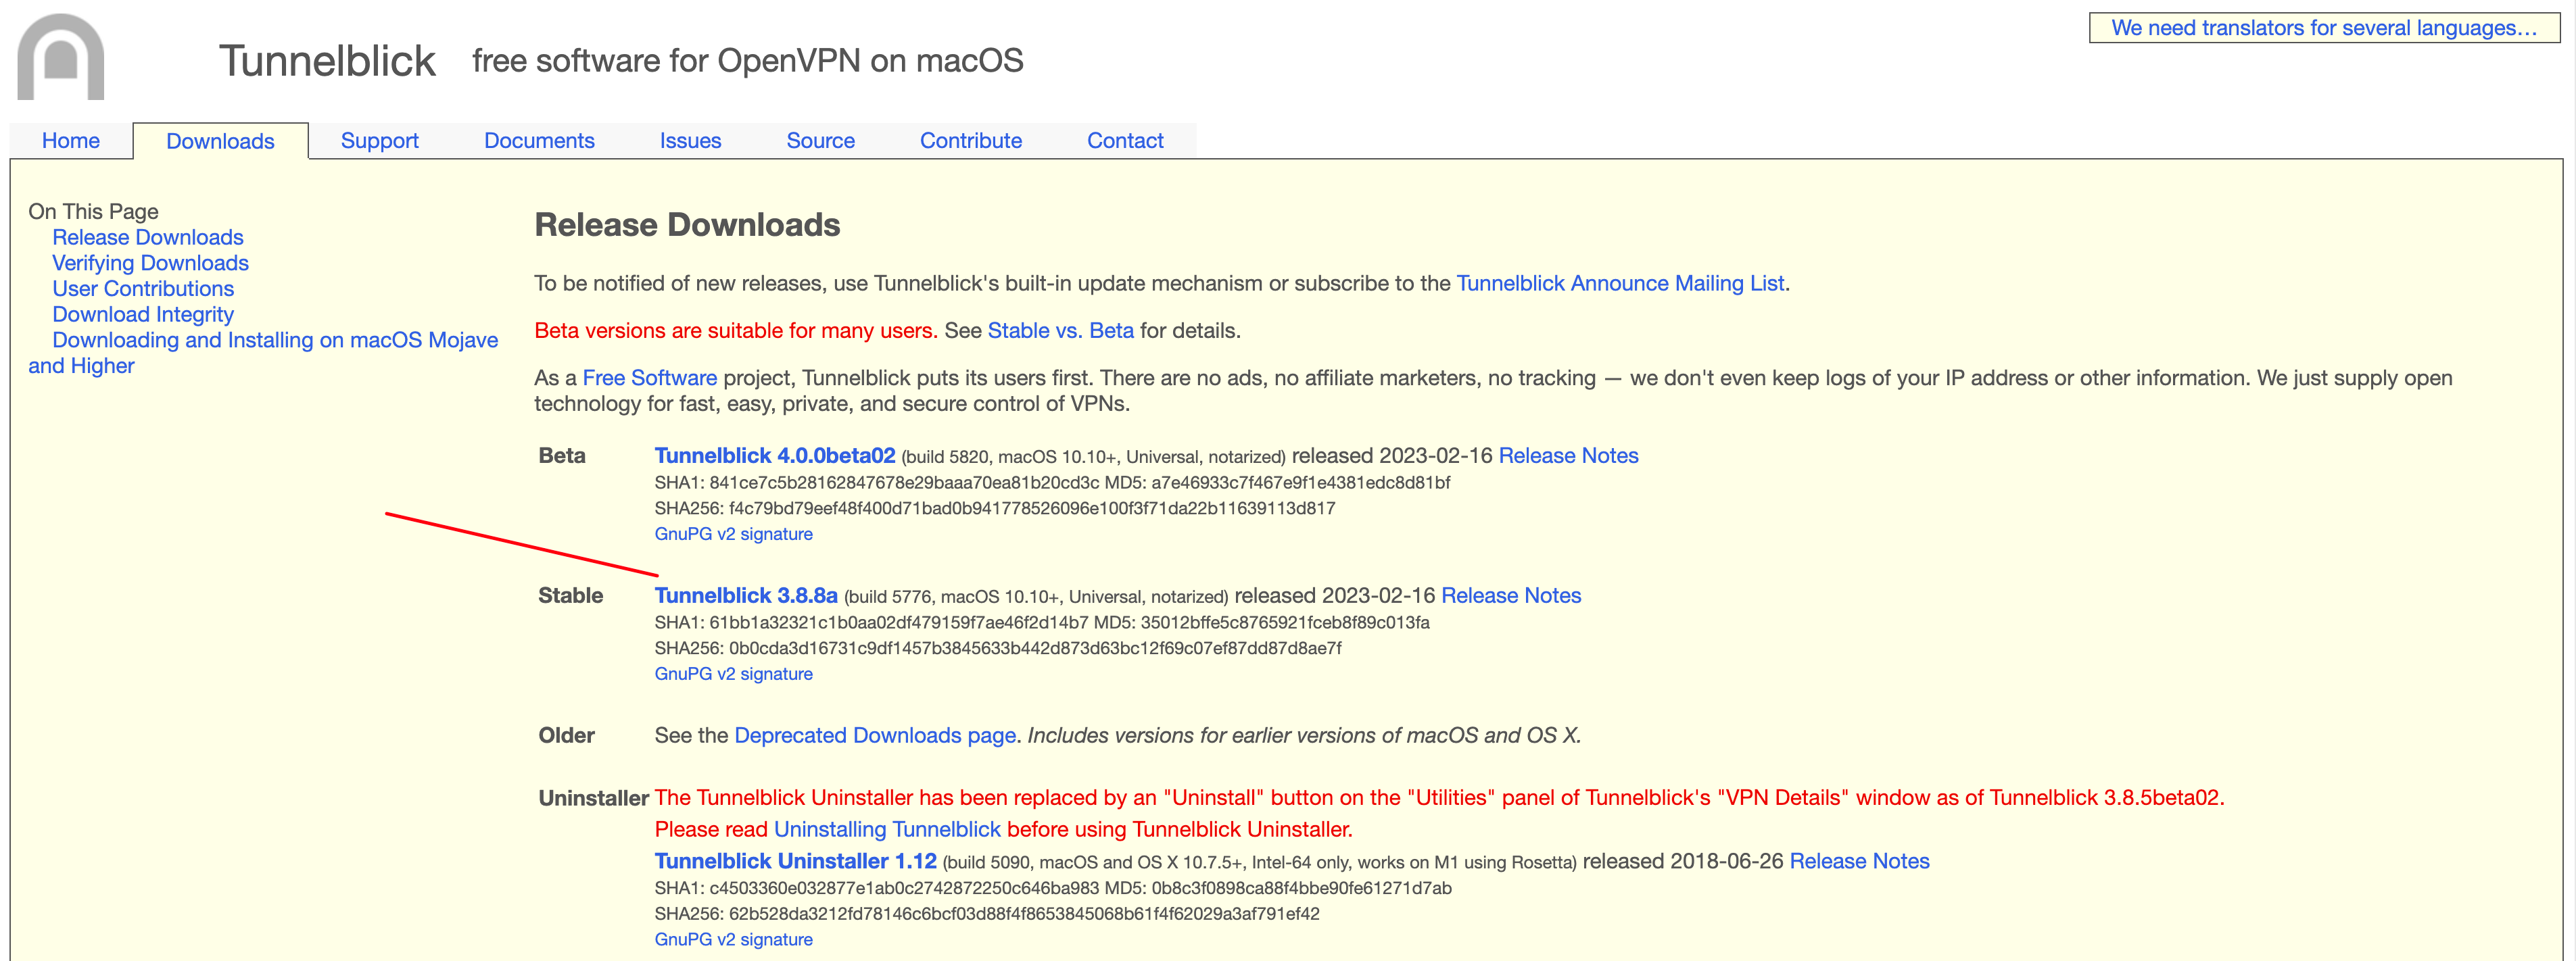 Tunnelblick free software for OpenVPN on macOS
We need translators for several languages…
Home Downloads Support Documents Issues Source Contribute Contact
On This Page
Release Downloads
Verifying Downloads
User Contributions
Download Integrity
Downloading and Installing on macOS Mojave
and Higher
Release Downloads
To be notified of new releases, use Tunnelblick's built-in update mechanism or subscribe to the Tunnelblick Announce Mailing List.
Beta versions are suitable for many users. See Stable vs. Beta for details.
As a Free Software project, Tunnelblick puts its users first. There are no ads, no affiliate marketers, no tracking — we don't even keep logs of your IP address or other information. We just supply open
technology for fast, easy, private, and secure control of VPNs.
Beta Tunnelblick 4.0.0beta02 (build 5820, macOS 10.10+, Universal, notarized) released 2023-02-16 Release Notes
SHA1: 841ce7c5b28162847678e29baaa70ea81b20cd3c MD5: a7e46933c7f467e9f1e4381edc8d81bf
SHA256: f4c79bd79eef48f400d71bad0b941778526096e100f3f71da22b11639113d817
GnuPG v2 signature
Stable Tunnelblick 3.8.8a (build 5776, macOS 10.10+, Universal, notarized) released 2023-02-16 Release Notes
SHA1: 61bb1a32321c1b0aa02df479159f7ae46f2d14b7 MD5: 35012bffe5c8765921fceb8f89c013fa
SHA256: 0b0cda3d16731c9df1457b3845633b442d873d63bc12f69c07ef87dd87d8ae7f
GnuPG v2 signature
Older See the Deprecated Downloads page. Includes versions for earlier versions of macOS and OS X.
Uninstaller The Tunnelblick Uninstaller has been replaced by an "Uninstall" button on the "Utilities" panel of Tunnelblick's "VPN Details" window as of Tunnelblick 3.8.5beta02.
Please read Uninstalling Tunnelblick before using Tunnelblick Uninstaller.
Tunnelblick Uninstaller 1.12 (build 5090, macOS and OS X 10.7.5+, Intel-64 only, works on M1 using Rosetta) released 2018-06-26 Release Notes
SHA1: c4503360e032877e1ab0c2742872250c646ba983 MD5: 0b8c3f0898ca88f4bbe90fe61271d7ab
SHA256: 62b528da3212fd78146c6bcf03d88f4f8653845068b61f4f62029a3af791ef42
GnuPG v2 signature